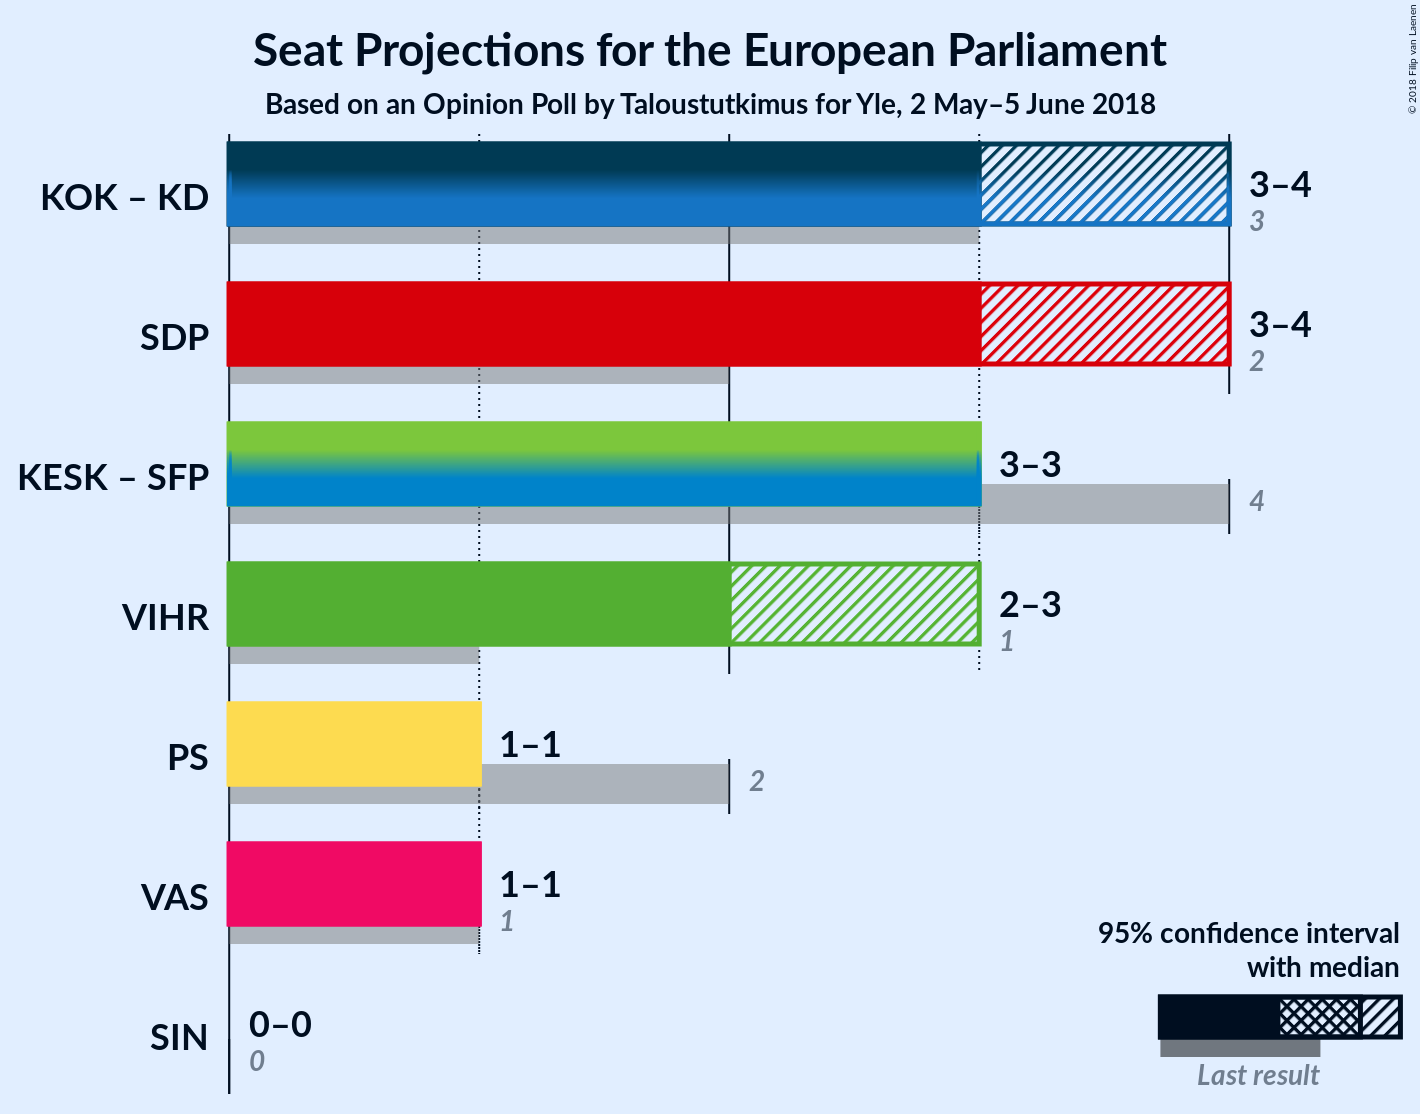 Seat Projections for the European Parliament
Based on an Opinion Poll by Taloustutkimus for Yle, 2 May–5 June 2018
© 2018 Filip van Laenen
KOK – KD
3–4
3
SDP
3–4
2
KESK – SFP
3–3
4
VIHR
2–3
1
PS
1–1
2
VAS
1–1
1
SIN
0–0
0
95% confidence interval
with median
Last result